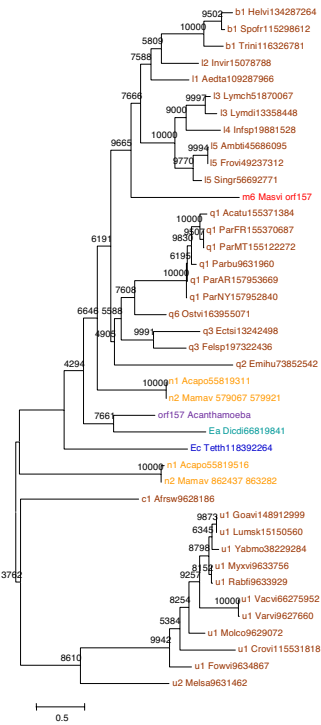 9502
b1 Helvi134287264
10000
b1 Spofr115298612
5809
b1 Trini116326781
7588
l2 Invir15078788
l1 Aedta109287966
7666
9997
l3 Lymch51870067
9000
l3 Lymdi13358448
l4 Infsp19881528
10000
9994
l5 Ambti45686095
9665
9770
l5 Frovi49237312
l5 Singr56692771
m6 Masvi orf157
q1 Acatu155371384
10000
9507
q1 ParFR155370687
9830
q1 ParMT155122272
6191
6195
q1 Parbu9631960
10000
q1 ParAR157953669
7608
q1 ParNY157952840
6646
5588
q6 Ostvi163955071
4905
9991
q3 Ectsi13242498
q3 Felsp197322436
4294
q2 Emihu73852542
10000
n1 Acapo55819311
n2 Mamav 579067 579921
7661
orf157 Acanthamoeba
Ea Dicdi66819841
Ec Tetth118392264
10000
n1 Acapo55819516
n2 Mamav 862437 863282
c1 Afrsw9628186
3762
9873
u1 Goavi148912999
6345
u1 Lumsk15150560
8798
u1 Yabmo38229284
8152
u1 Myxvi9633756
9257
u1 Rabfi9633929
8254
10000
u1 Vacvi66275952
u1 Varvi9627660
5384
u1 Molco9629072
9942
u1 Crovi115531818
8610
u1 Fowvi9634867
u2 Melsa9631462
0.5